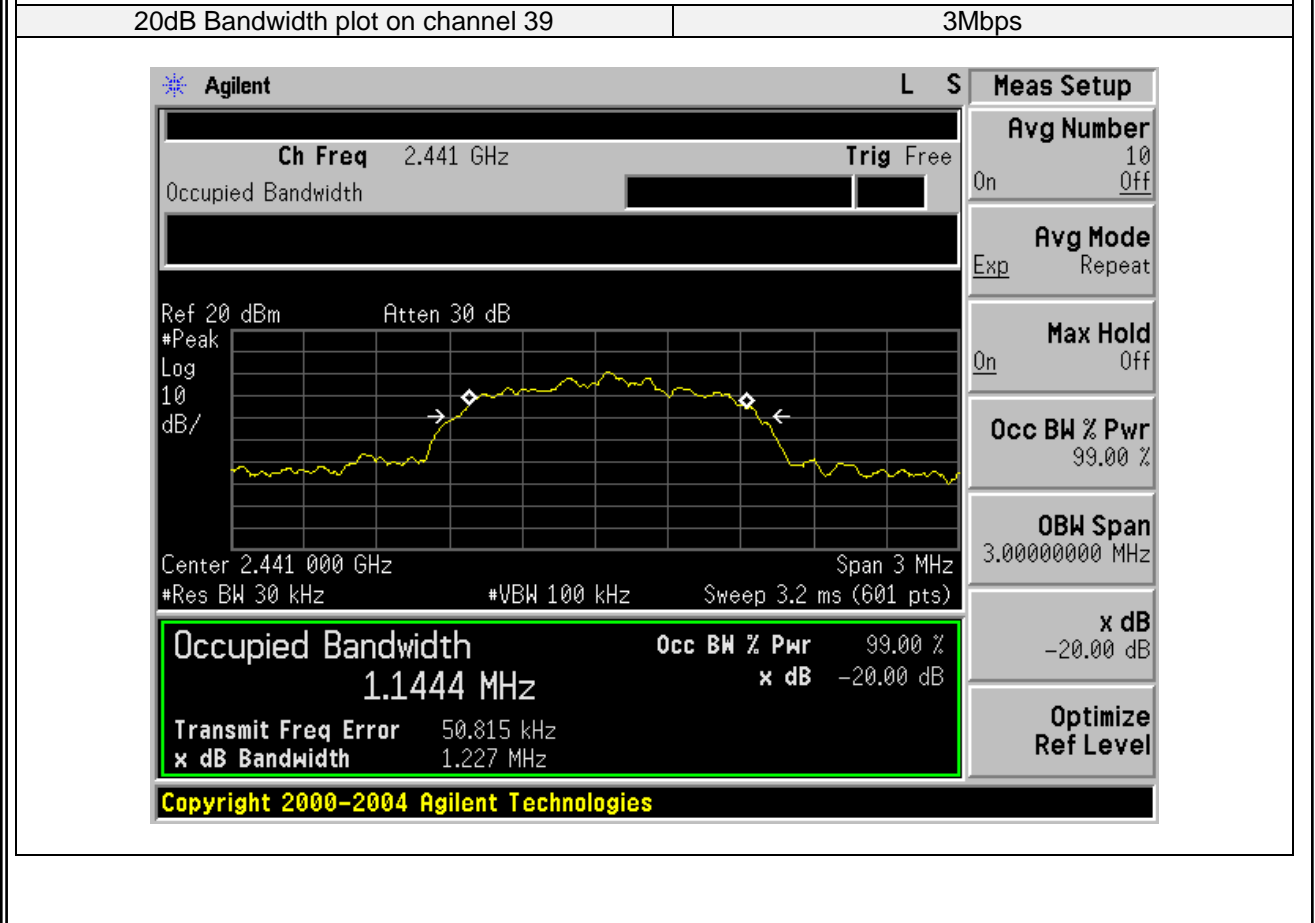 20dB Bandwidth plot on channel 39 3Mbps
Agilent L S Meas Setup
Ch Freq 2.441 GHz Trig Free
Occupied Bandwidth
Avg Number
10
On Off
Avg Mode
Exp Repeat
Max Hold
On Off
Occ BW % Pwr
99.00 %
OBW Span
3.00000000 MHz
x dB
-20.00 dB
Optimize
Ref Level
Ref 20 dBm Atten 30 dB
#Peak
Log
10
dB/
Center 2.441 000 GHz Span 3 MHz
#Res BW 30 kHz #VBW 100 kHz Sweep 3.2 ms (601 pts)
Occupied Bandwidth Occ BW % Pwr 99.00 %
1.1444 MHz x dB -20.00 dB
Transmit Freq Error 50.815 kHz
x dB Bandwidth 1.227 MHz
Copyright 2000-2004 Agilent Technologies